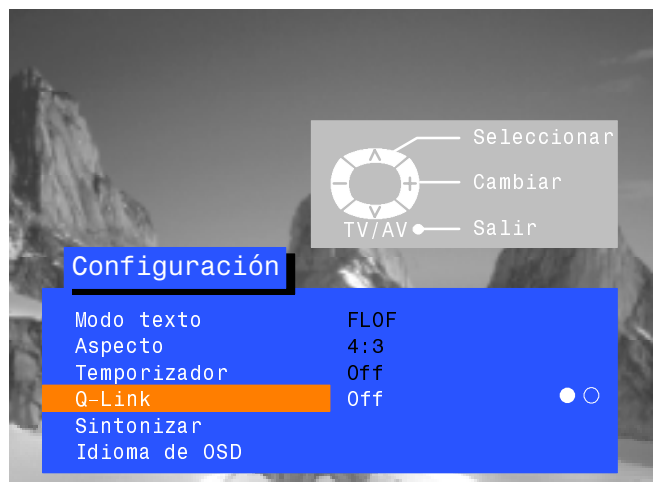 Seleccionar
Cambiar
TV/AV Salir
Configuración
Modo texto FLOF
Aspecto 4:3
Temporizador Off
Q-Link Off
Sintonizar
Idioma de OSD